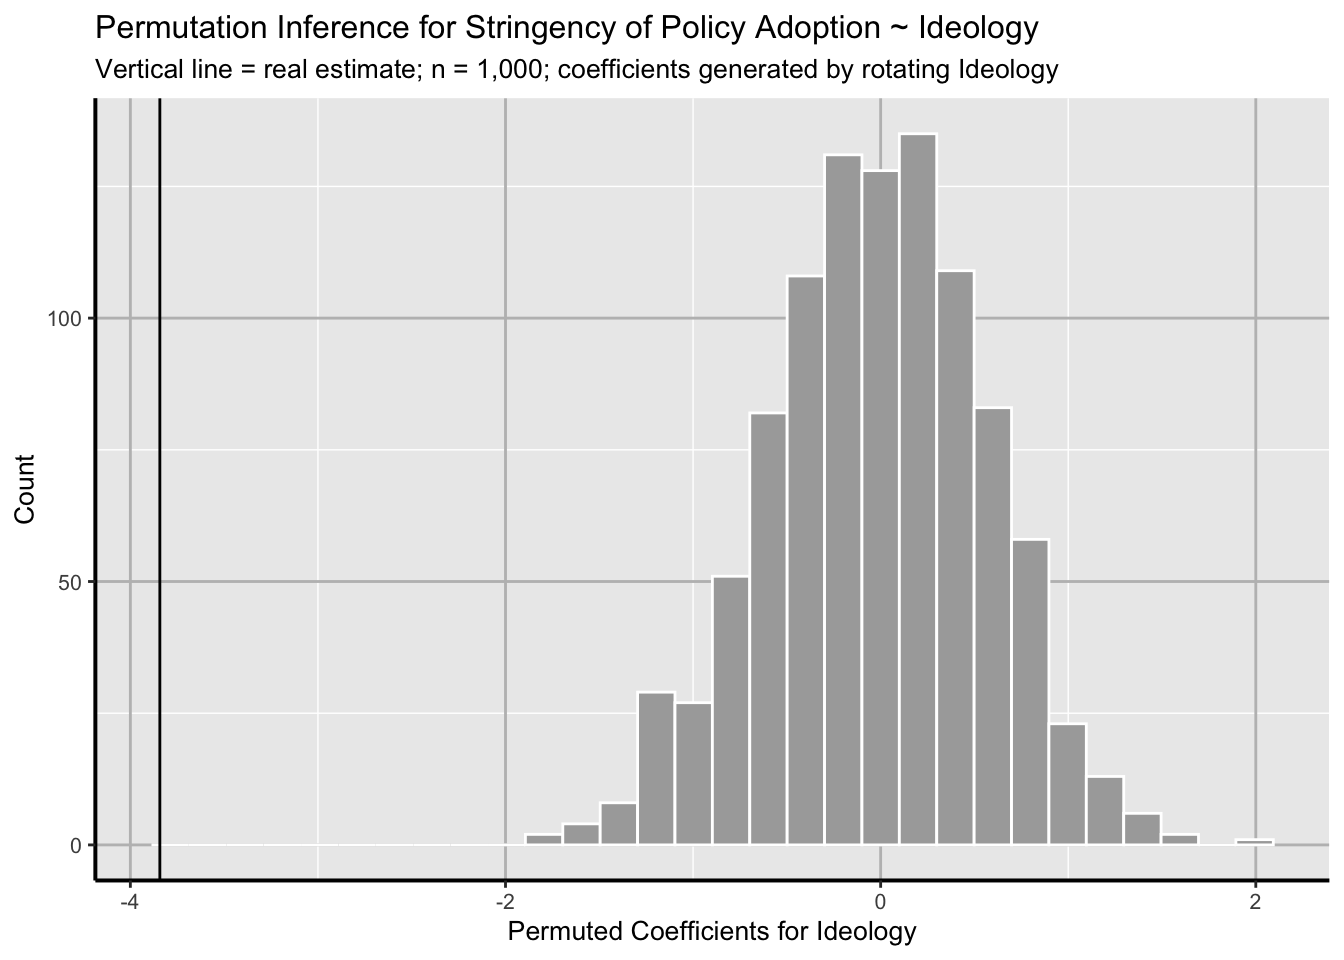 Permutation Inference for Stringency of Policy Adoption ~ Ideology
Vertical line = real estimate; n = 1,000; coefficients generated by rotating Ideology
100
50
0
Count
-4
-2
0
2
Permuted Coefficients for Ideology